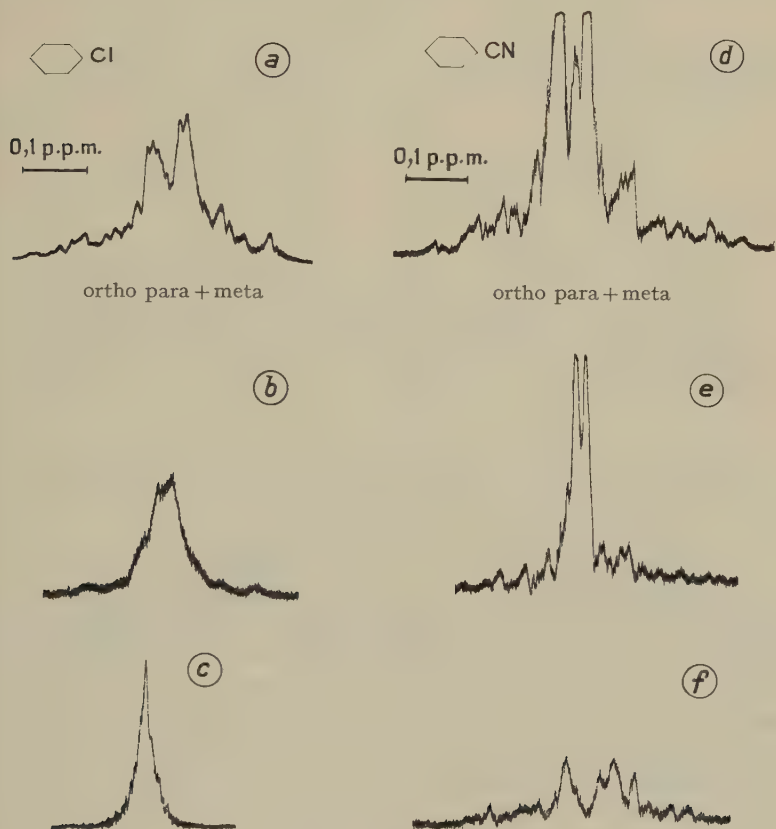 Cl
a
0,1 p.p.m.
ortho para + meta
CN
d
0,1 p.p.m.
ortho para + meta
b
e
c
f